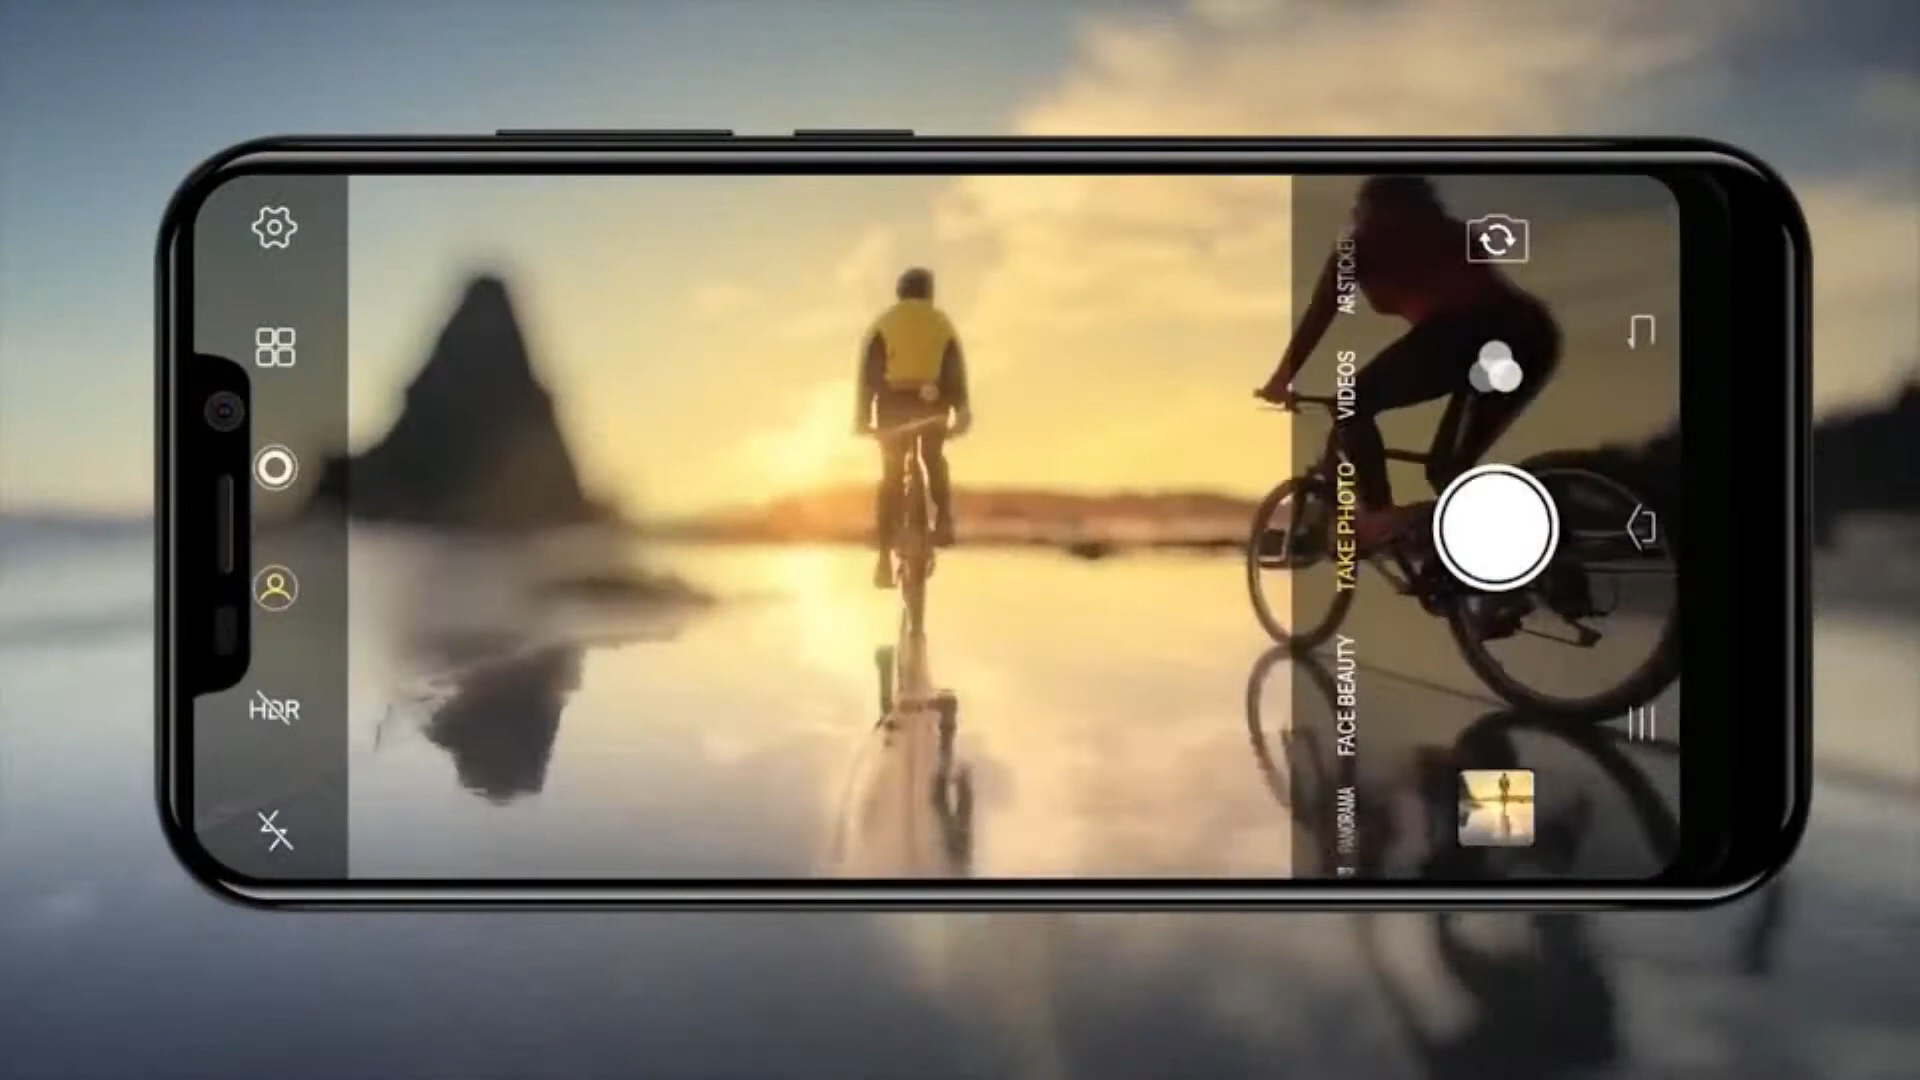 AR STICKER
VIDEOS
TAKE PHOTO
FACE BEAUTY
PANORAMA
HDR